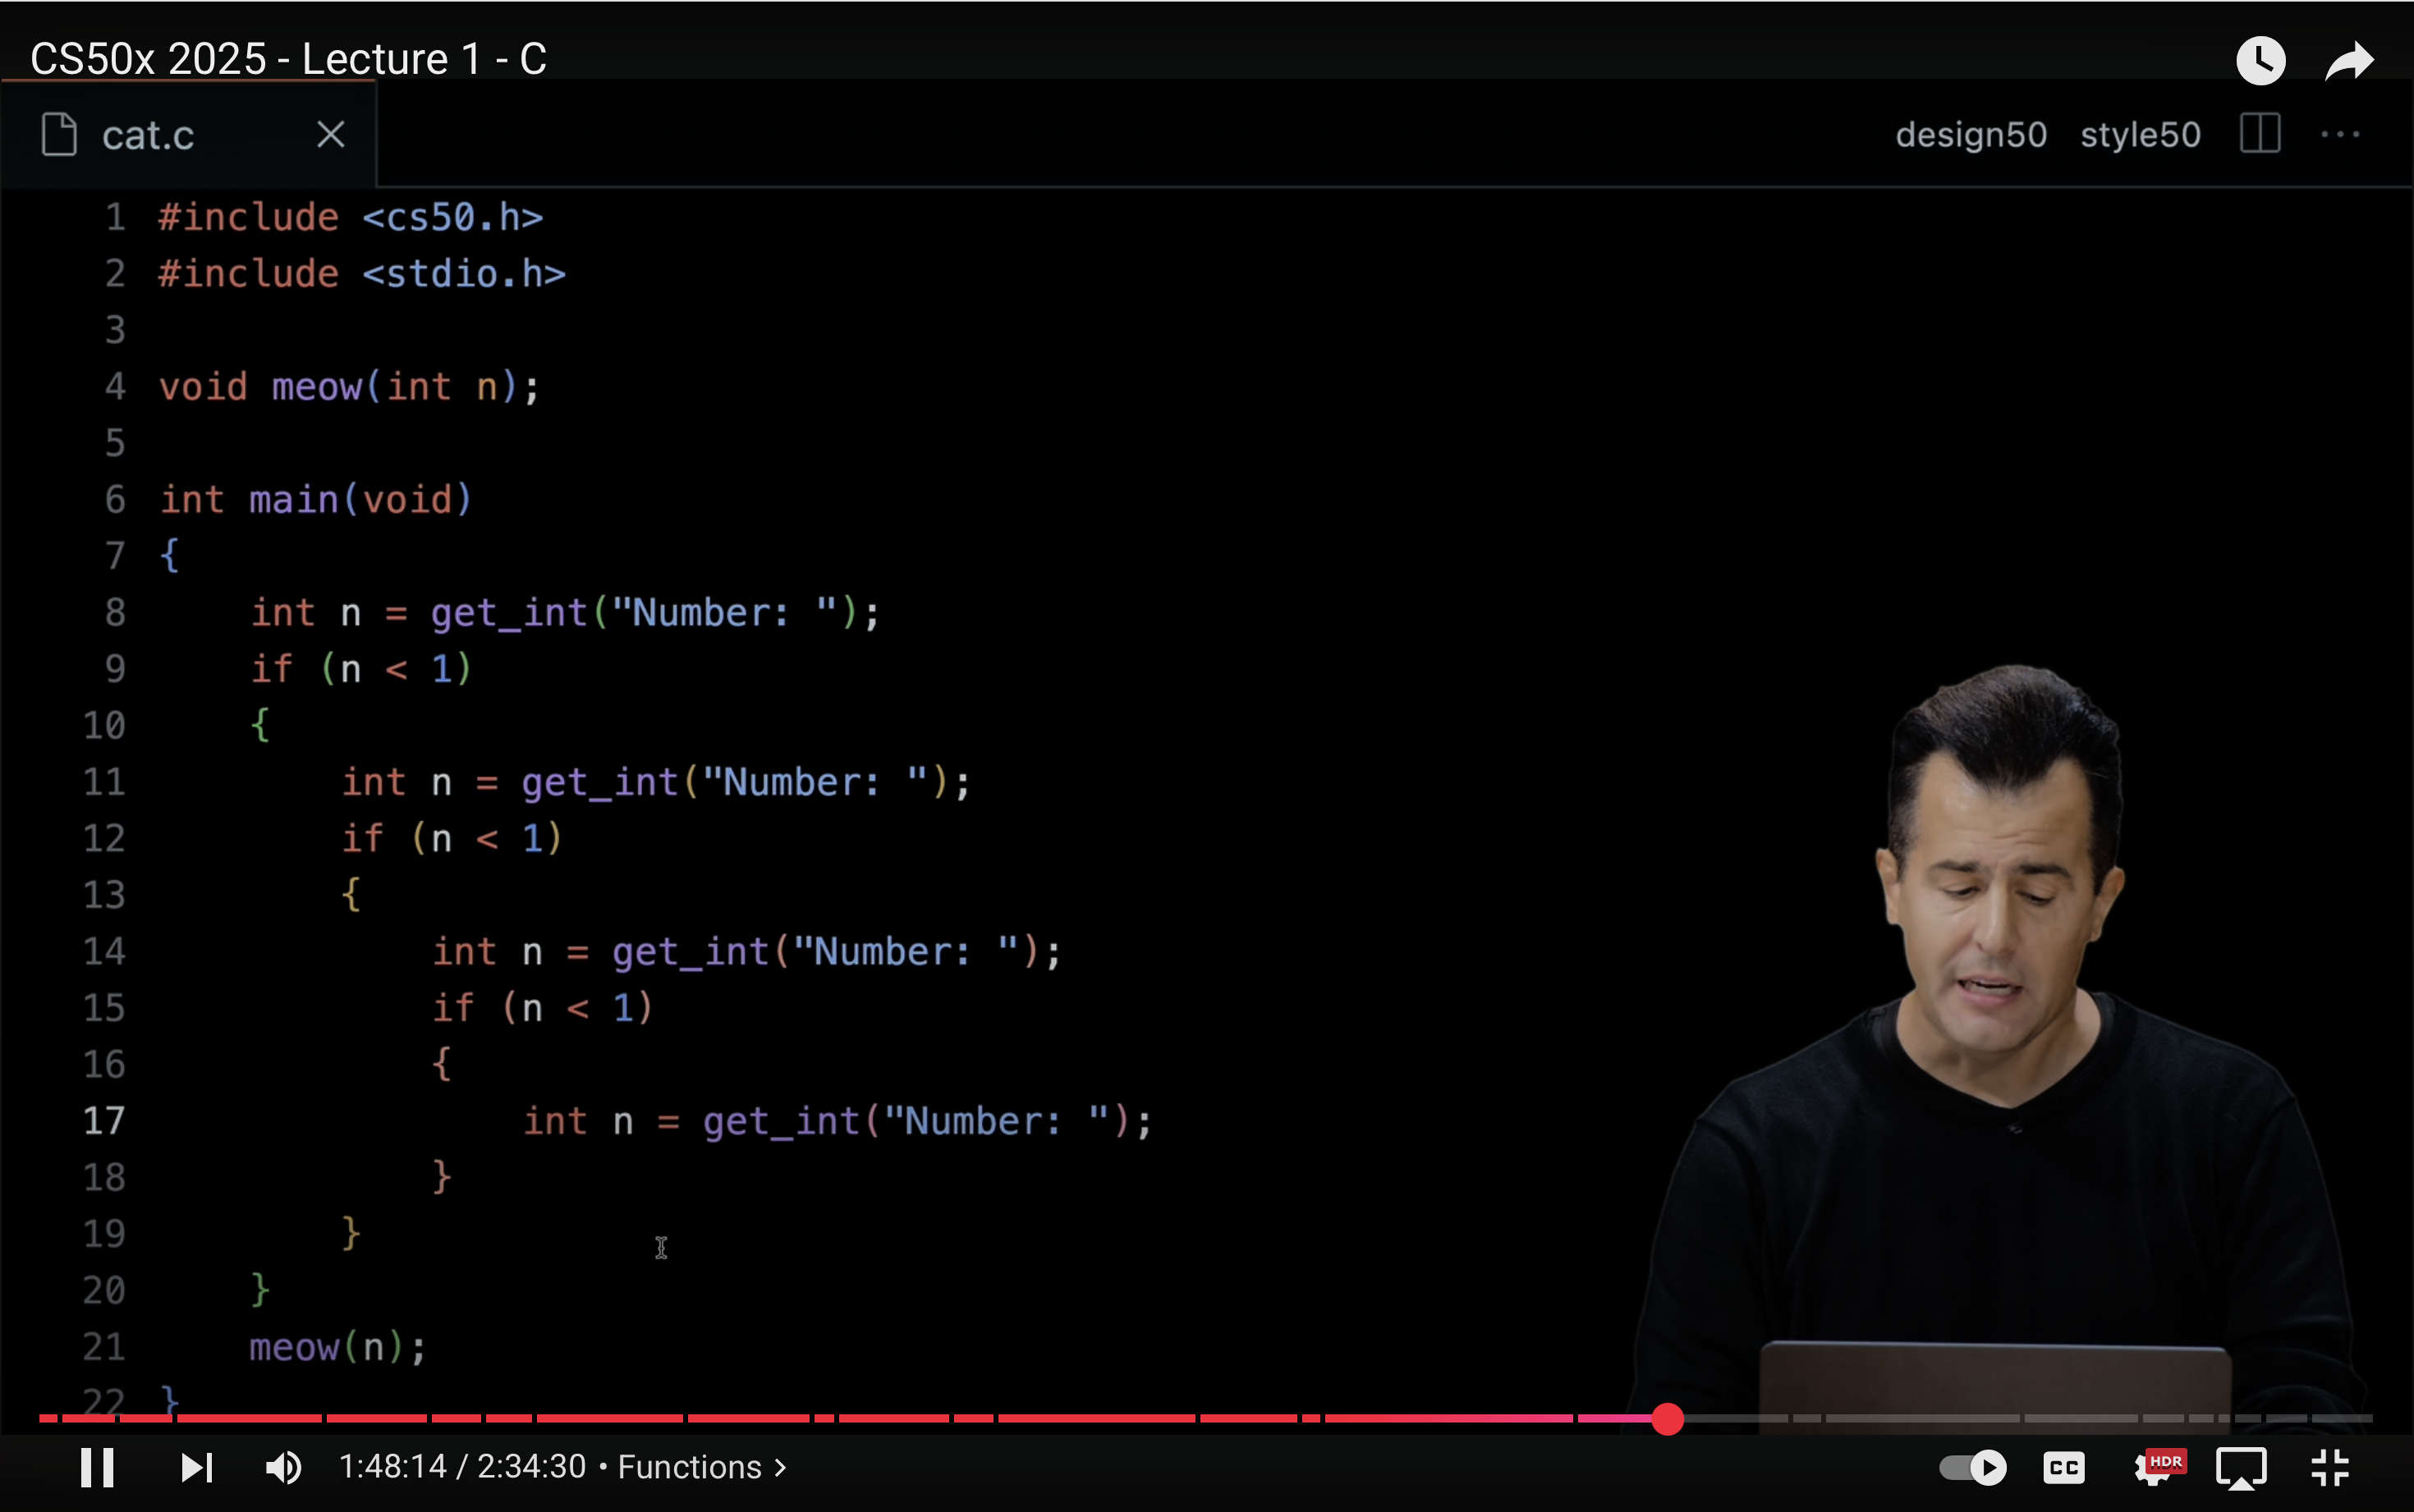 CS50x 2025 - Lecture 1 - C
cat.c
design50 style50
1 #include <cs50.h>
2 #include <stdio.h>
3
4 void meow(int n);
5
6 int main(void)
7 {
8     int n = get_int("Number: ");
9     if (n < 1)
10     {
11         int n = get_int("Number: ");
12         if (n < 1)
13         {
14             int n = get_int("Number: ");
15             if (n < 1)
16             {
17                 int n = get_int("Number: ");
18             }
19         }
20     }
21     meow(n);
22 }
1:48:14 / 2:34:30 • Functions
CC
HDR